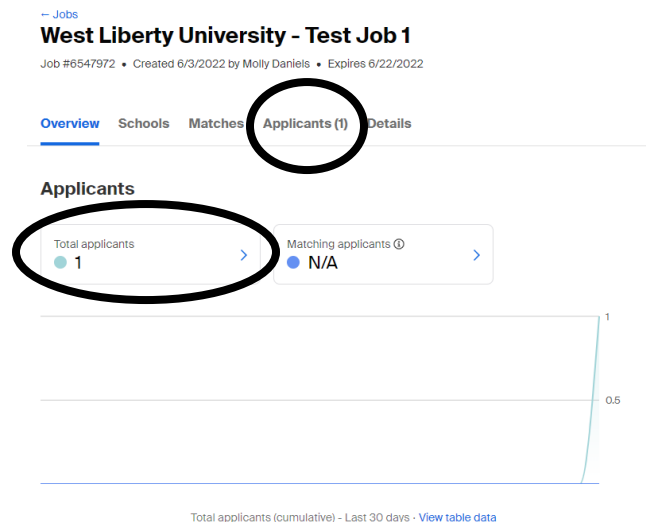 ← Jobs
West Liberty University - Test Job 1
Job #6547972 • Created 6/3/2022 by Molly Daniels • Expires 6/22/2022
Overview Schools Matches Applicants (1) Details
Applicants
Total applicants
1
Matching applicants
N/A
1
0.5
Total applicants (cumulative) - Last 30 days · View table data